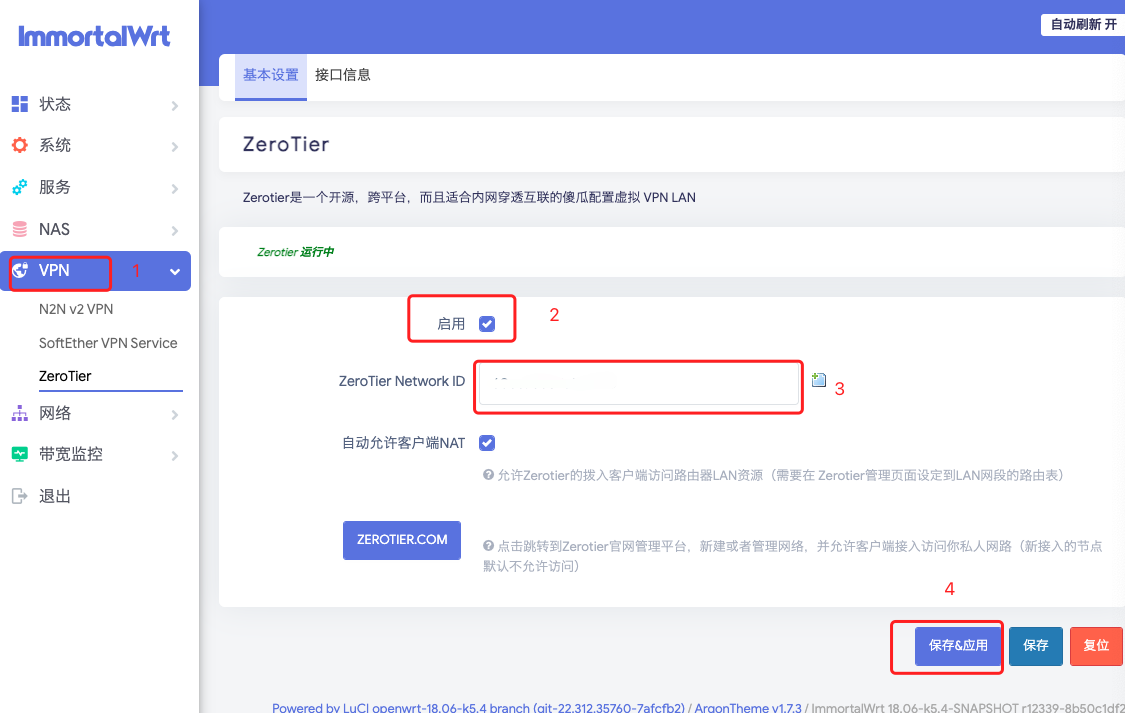 ImmortalWrt
自动刷新 开
状态
系统
服务
NAS
VPN
1
N2N v2 VPN
SoftEther VPN Service
ZeroTier
网络
带宽监控
退出
基本设置 接口信息
ZeroTier
Zerotier是一个开源，跨平台，而且适合内网穿透互联的傻瓜配置虚拟 VPN LAN
Zerotier 运行中
启用
2
ZeroTier Network ID
3
自动允许客户端NAT
允许Zerotier的拨入客户端访问路由器LAN资源（需要在 Zerotier管理页面设定到LAN网段的路由表）
ZEROTIER.COM
点击跳转到Zerotier官网管理平台，新建或者管理网络，并允许客户端接入访问你私人网路（新接入的节点
默认不允许访问）
4
保存&应用 保存 复位
Powered by LuCI openwrt-18.06-k5.4 branch (git-22.312.35760-7afcfb2) / ArgonTheme v1.7.3 / ImmortalWrt 18.06-k5.4-SNAPSHOT r12339-8b50c1df2